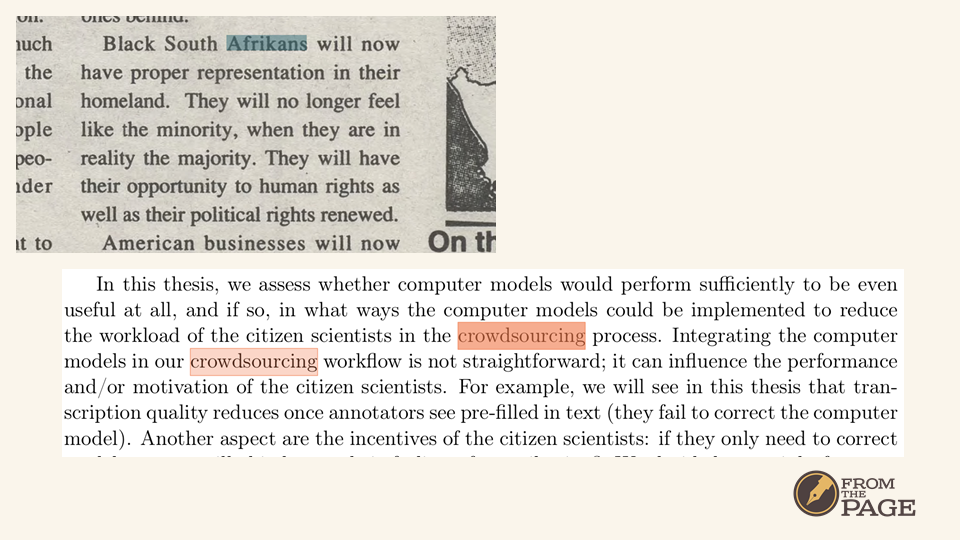 on. ones behind.
much Black South Afrikans will now
the have proper representation in their
onal homeland. They will no longer feel
ople like the minority, when they are in
peo- reality the majority. They will have
nder their opportunity to human rights as
well as their political rights renewed.
at to American businesses will now
On th
In this thesis, we assess whether computer models would perform sufficiently to be even
useful at all, and if so, in what ways the computer models could be implemented to reduce
the workload of the citizen scientists in the crowdsourcing process. Integrating the computer
models in our crowdsourcing workflow is not straightforward; it can influence the performance
and/or motivation of the citizen scientists. For example, we will see in this thesis that tran-
scription quality reduces once annotators see pre-filled in text (they fail to correct the computer
model). Another aspect are the incentives of the citizen scientists: if they only need to correct
FROM
THE
PAGE